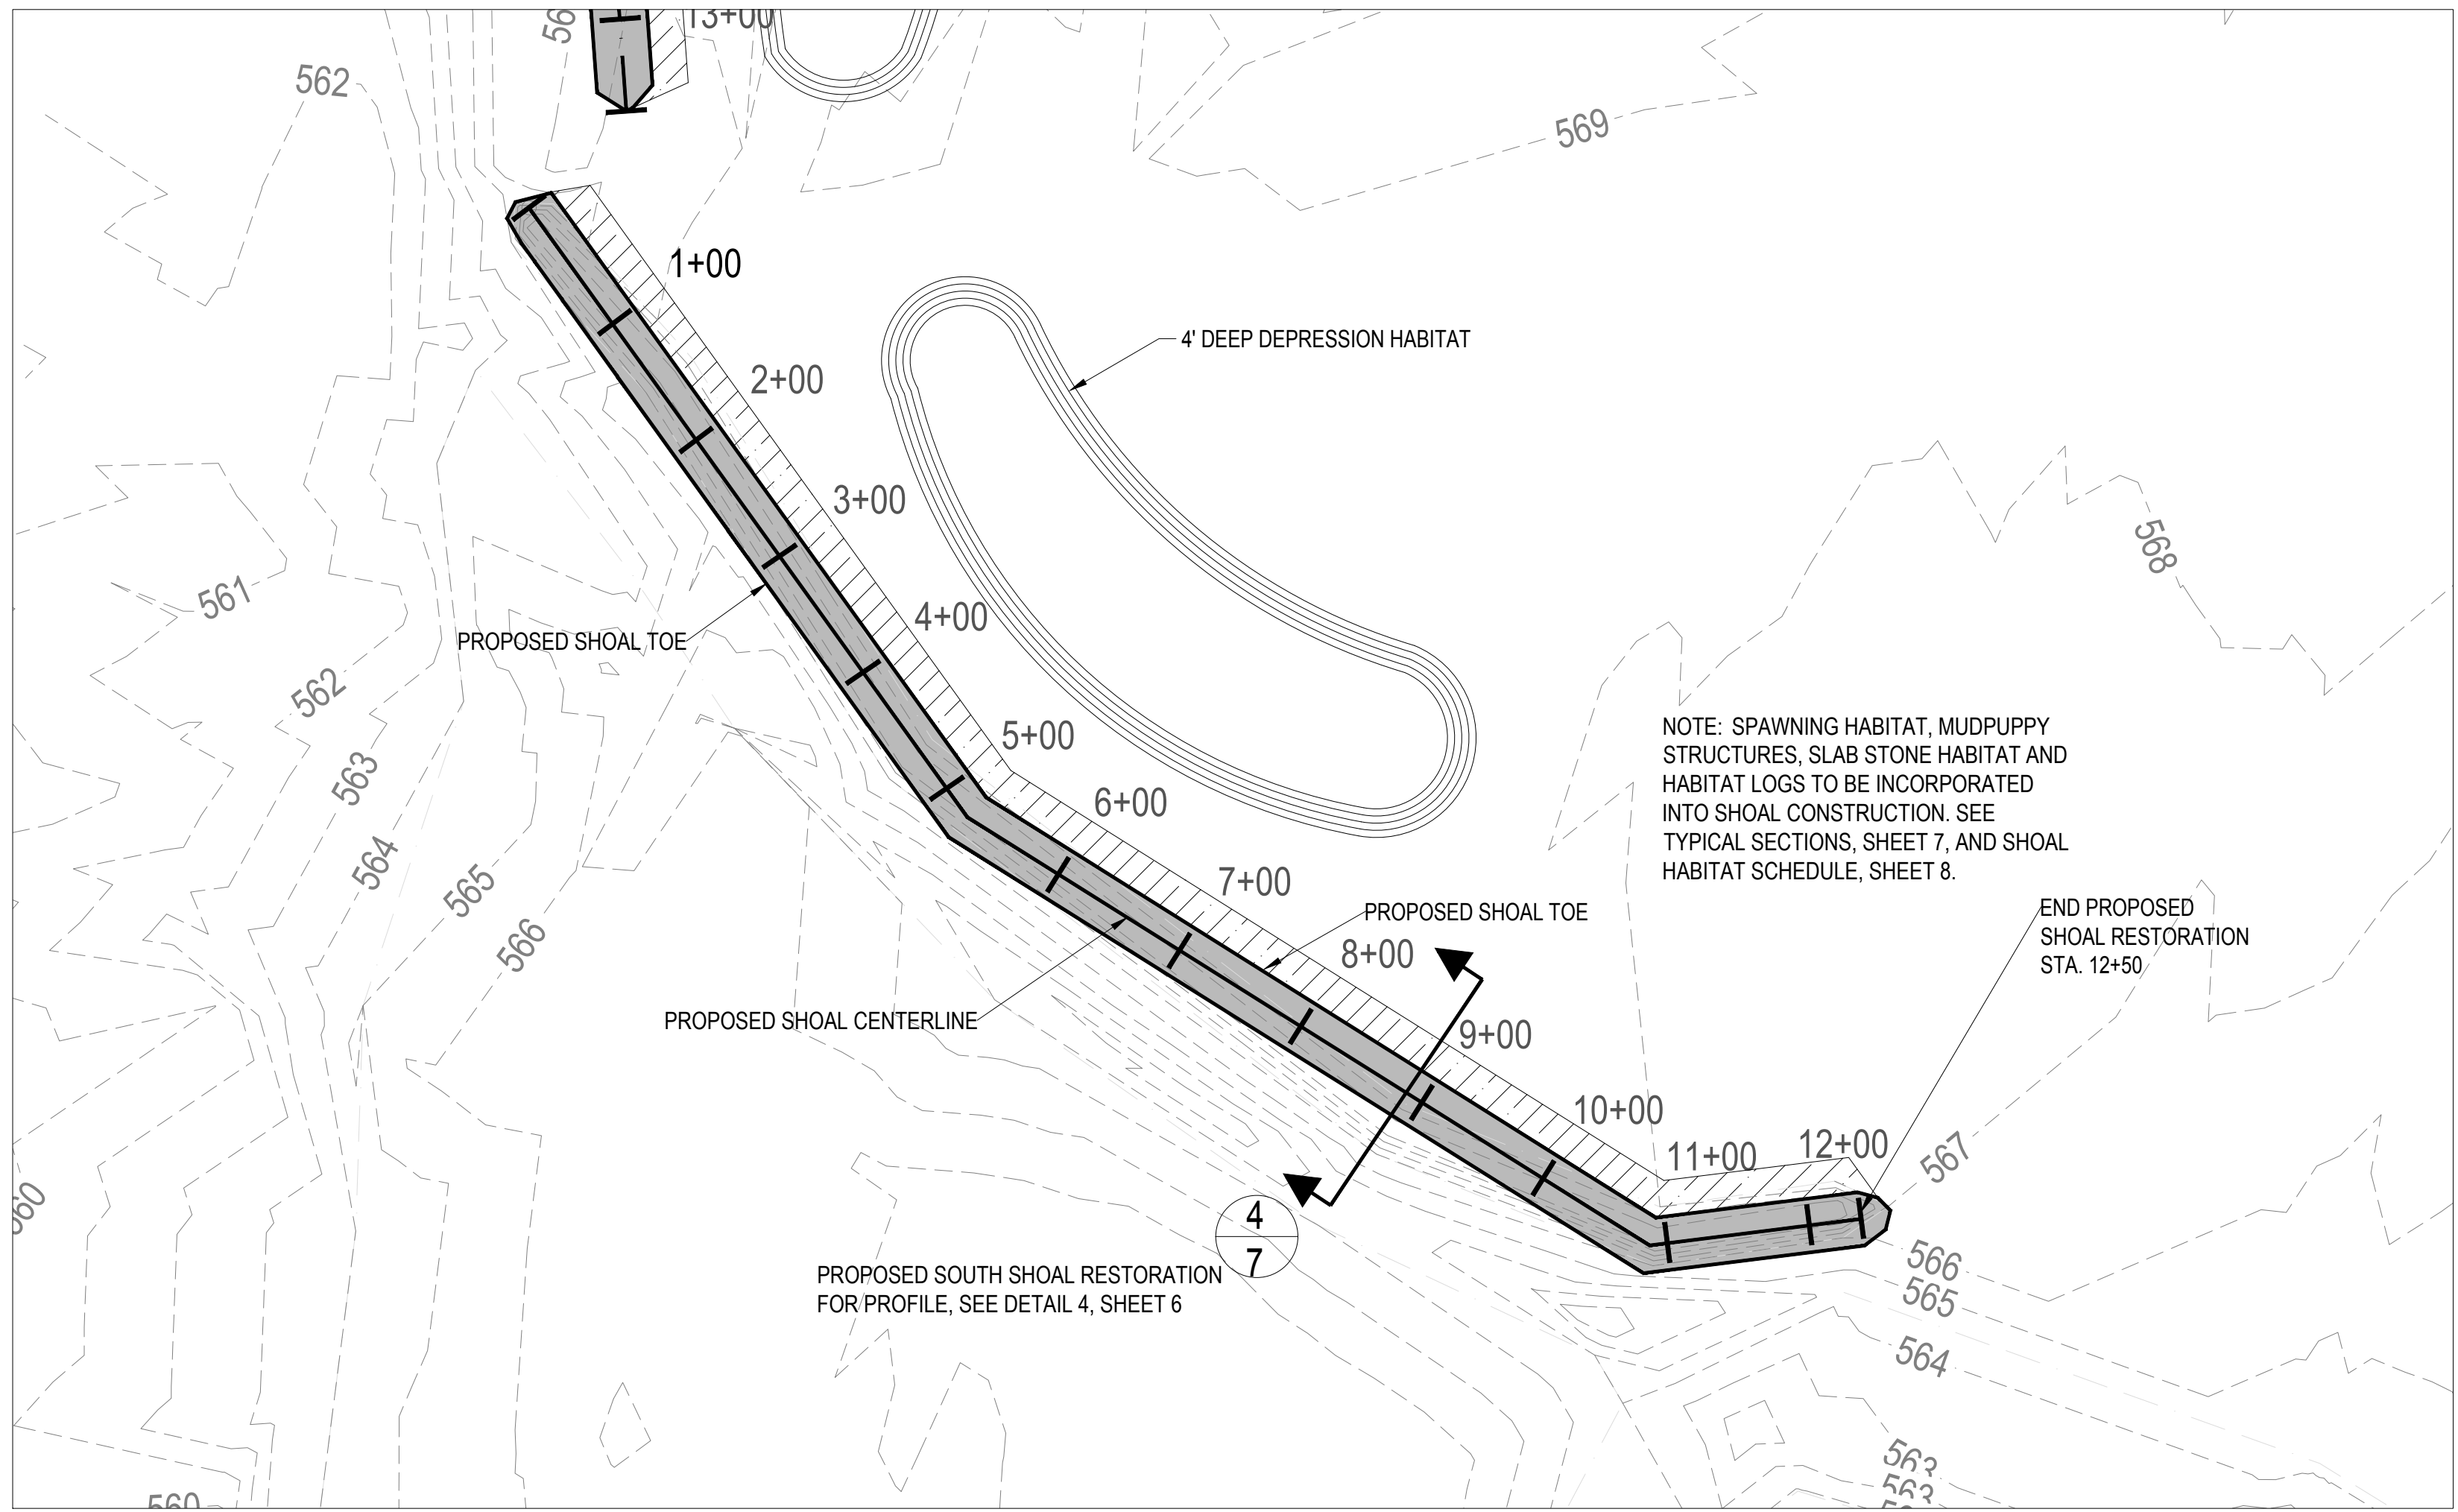 13+00
562
569
1+00
4' DEEP DEPRESSION HABITAT
2+00
3+00
568
561
4+00
PROPOSED SHOAL TOE
562
5+00
NOTE: SPAWNING HABITAT, MUDPUPPY
STRUCTURES, SLAB STONE HABITAT AND
HABITAT LOGS TO BE INCORPORATED
INTO SHOAL CONSTRUCTION. SEE
TYPICAL SECTIONS, SHEET 7, AND SHOAL
HABITAT SCHEDULE, SHEET 8.
563
6+00
564
565
7+00
PROPOSED SHOAL TOE
END PROPOSED
SHOAL RESTORATION
STA. 12+50
566
8+00
PROPOSED SHOAL CENTERLINE
9+00
10+00
11+00
12+00
567
560
4
7
566
565
PROPOSED SOUTH SHOAL RESTORATION
FOR PROFILE, SEE DETAIL 4, SHEET 6
564
563
563
560